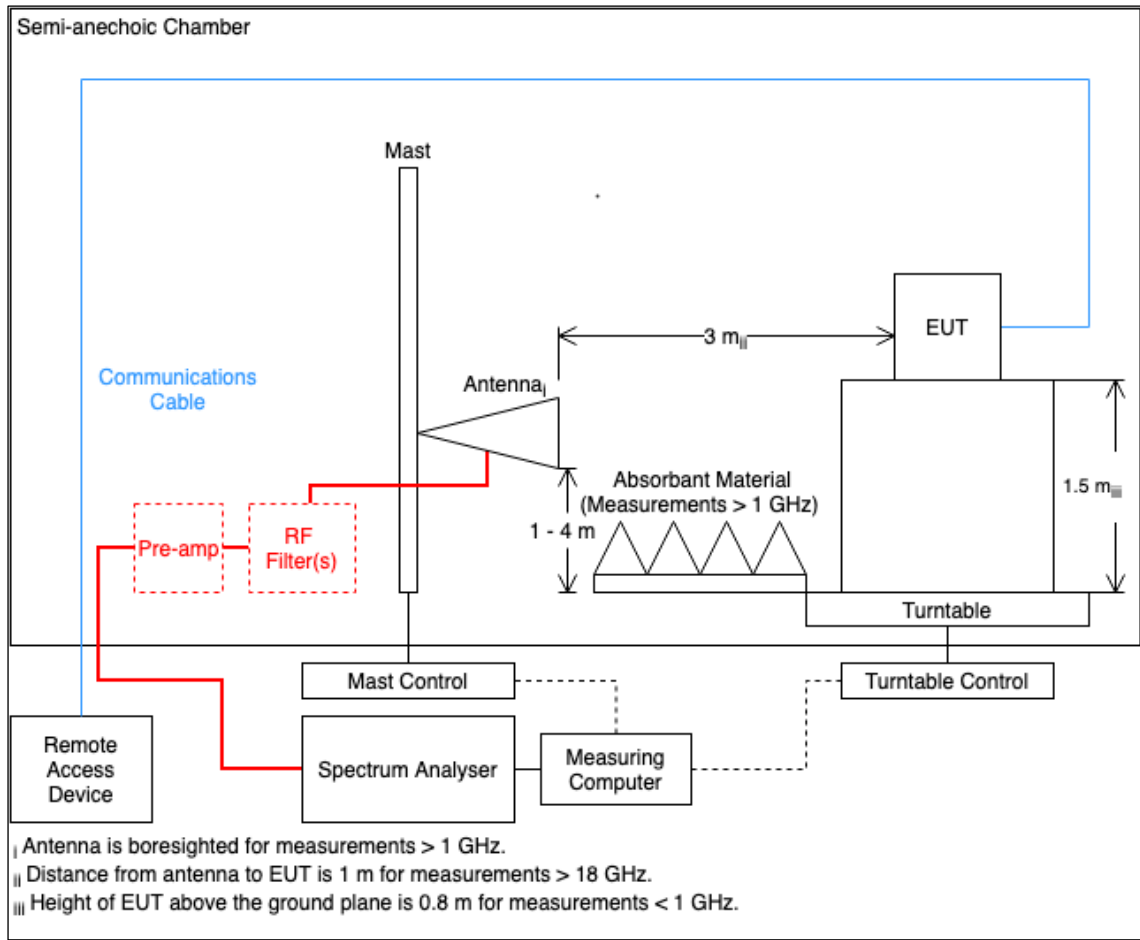 Semi-anechoic Chamber
Mast
EUT
3 mii
Communications
Cable
Antennai
Absorbant Material
(Measurements > 1 GHz)
1.5 miii
1 - 4 m
Pre-amp
RF
Filter(s)
Turntable
Mast Control
Turntable Control
Remote
Access
Device
Spectrum Analyser
Measuring
Computer
i Antenna is boresighted for measurements > 1 GHz.
ii Distance from antenna to EUT is 1 m for measurements > 18 GHz.
iii Height of EUT above the ground plane is 0.8 m for measurements < 1 GHz.